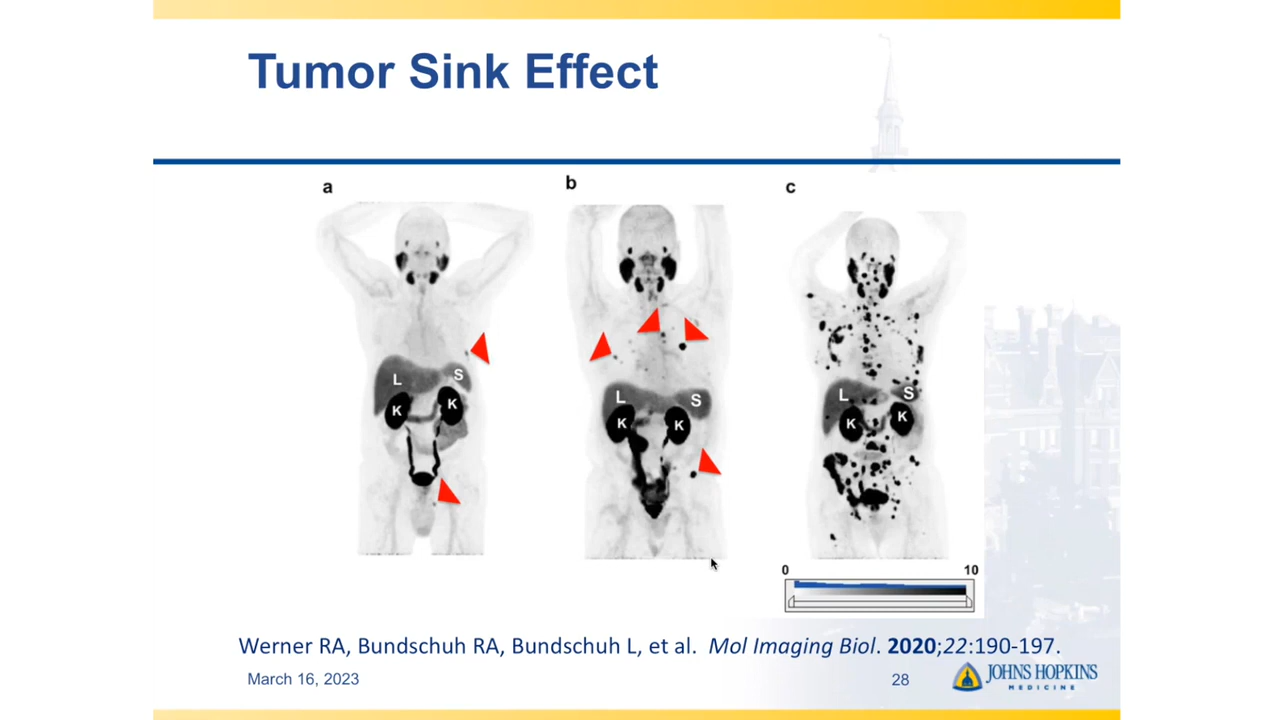 Tumor Sink Effect
a
b
c
L
S
K
K
L
S
K
K
L
S
K
K
0
10
Werner RA, Bundschuh RA, Bundschuh L, et al. Mol Imaging Biol. 2020;22:190-197.
March 16, 2023
28
JOHNS HOPKINS
MEDICINE